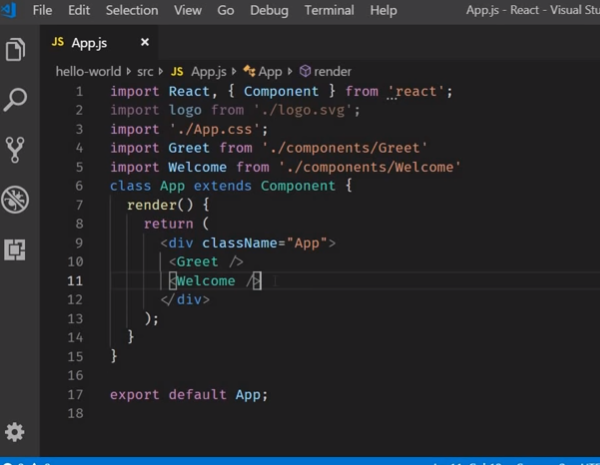 File Edit Selection View Go Debug Terminal Help App.js - React - Visual Stu
JS App.js ×
hello-world › src › JS App.js › App › render
1 import React, { Component } from 'react';
2 import logo from './logo.svg';
3 import './App.css';
4 import Greet from './components/Greet'
5 import Welcome from './components/Welcome'
6 class App extends Component {
7 render() {
8 return (
9 <div className="App">
10 <Greet />
11 <Welcome />
12 </div>
13 );
14 }
15 }
16
17 export default App;
18